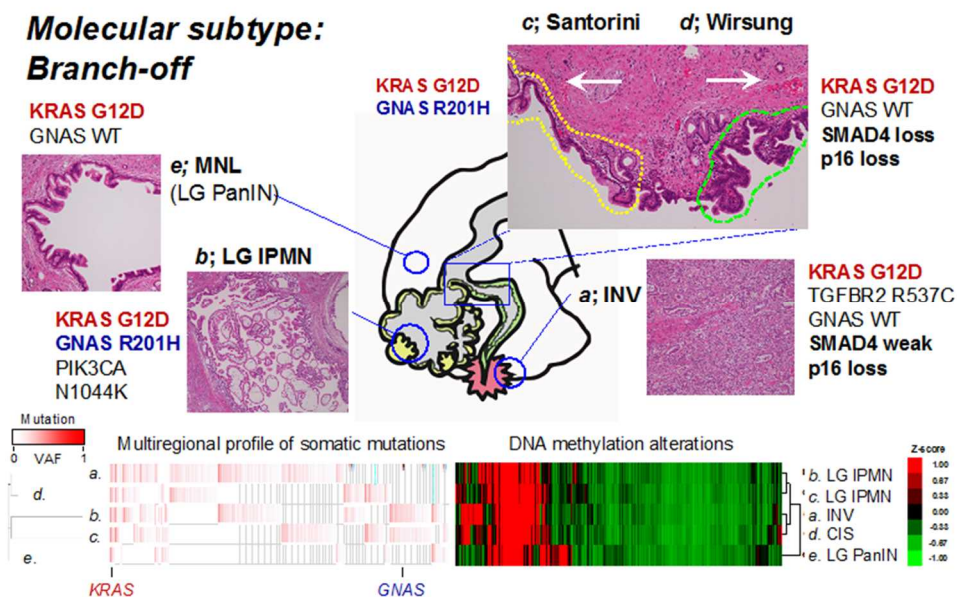 Molecular subtype:
Branch-off
c; Santorini
d; Wirsung
KRAS G12D
GNAS WT
KRAS G12D
GNAS R201H
KRAS G12D
GNAS WT
SMAD4 loss
p16 loss
e; MNL
(LG PanIN)
b; LG IPMN
a; INV
KRAS G12D
GNAS R201H
PIK3CA
N1044K
KRAS G12D
TGFBR2 R537C
GNAS WT
SMAD4 weak
p16 loss
Mutation
0 VAF 1
Multiregional profile of somatic mutations
DNA methylation alterations
a.
d.
b.
c.
e.
KRAS
GNAS
b. LG IPMN
c. LG IPMN
a. INV
d. CIS
e. LG PanIN
Z-score
1.00
0.67
0.33
0.00
-0.33
-0.67
-1.00